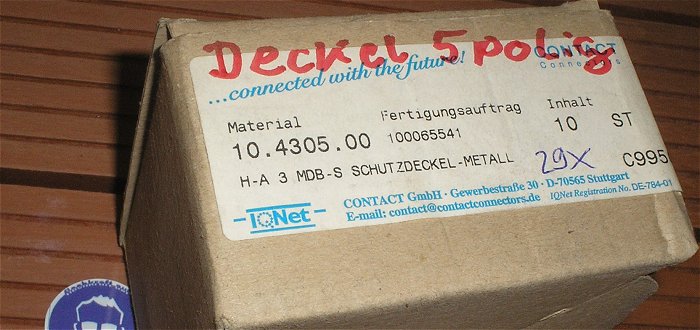 Deckel 5polig
CONTACT
Connectors
...connected with the future!
Material Fertigungsauftrag Inhalt
10.4305.00 100065541 10 ST
H-A 3 MDB-S SCHUTZDECKEL-METALL 29X C995
IQNet
CONTACT GmbH · Gewerbestraße 30 · D-70565 Stuttgart
E-mail: contact@contactconnectors.de IQNet Registration No. DE-784-01